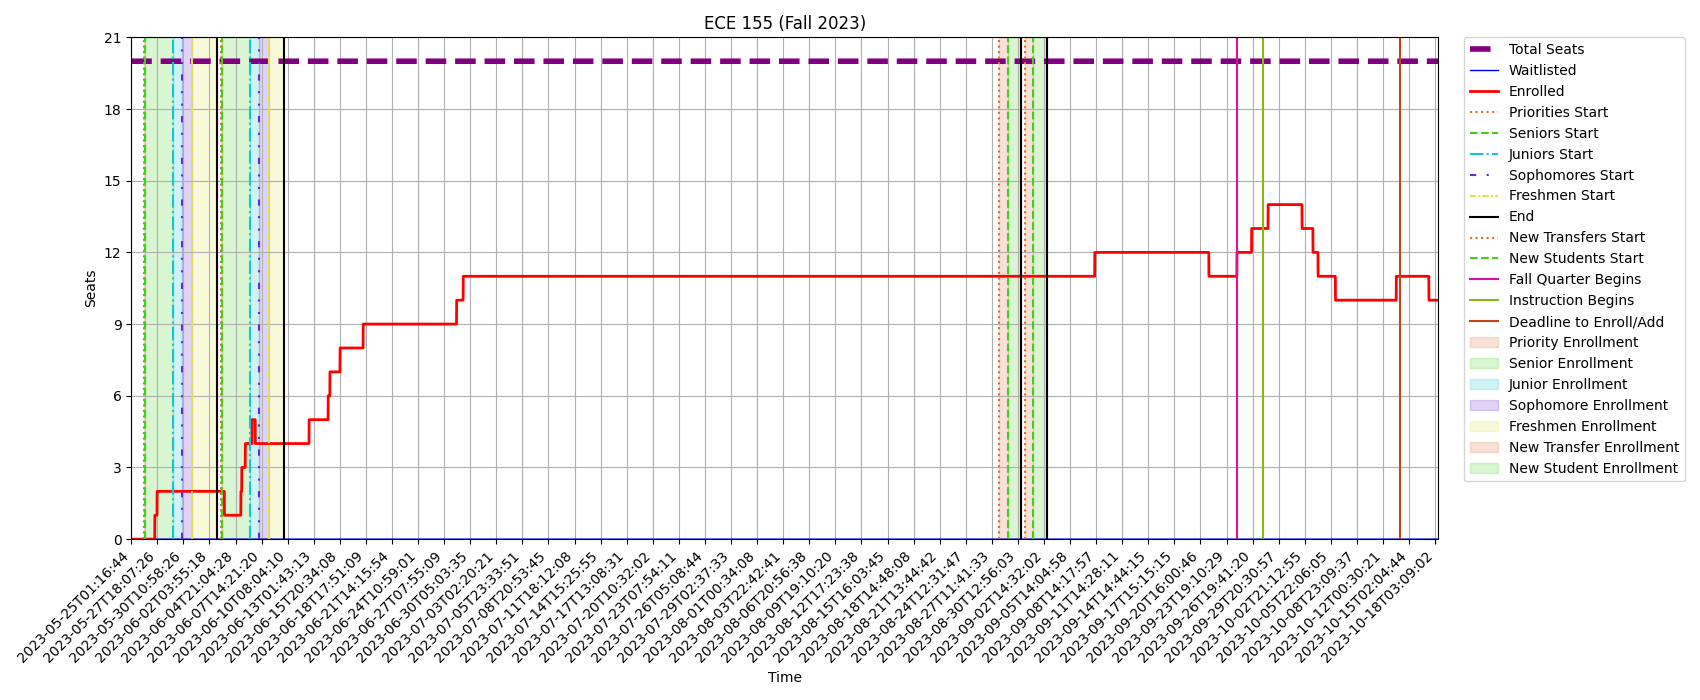 ECE 155 (Fall 2023)
21
18
15
12
9
6
3
0
Seats
2023-05-25T01:16:44
2023-05-27T18:07:26
2023-05-30T10:58:26
2023-06-02T03:55:18
2023-06-04T21:04:28
2023-06-07T14:21:20
2023-06-10T08:04:10
2023-06-13T01:43:13
2023-06-15T20:34:08
2023-06-18T17:51:09
2023-06-21T14:15:54
2023-06-24T10:59:01
2023-06-27T07:55:09
2023-06-30T05:03:35
2023-07-03T02:20:21
2023-07-05T23:33:51
2023-07-08T20:53:45
2023-07-11T18:12:08
2023-07-14T15:25:55
2023-07-17T13:08:31
2023-07-20T10:32:02
2023-07-23T07:54:11
2023-07-26T05:08:44
2023-07-29T02:37:33
2023-08-01T00:34:08
2023-08-03T22:42:41
2023-08-06T20:56:38
2023-08-09T19:10:20
2023-08-12T17:23:38
2023-08-15T16:03:45
2023-08-18T14:48:08
2023-08-21T13:44:42
2023-08-24T12:31:47
2023-08-27T11:41:33
2023-08-30T12:56:03
2023-09-02T14:32:02
2023-09-05T14:04:58
2023-09-08T14:17:57
2023-09-11T14:28:11
2023-09-14T14:44:15
2023-09-17T15:15:15
2023-09-20T16:00:46
2023-09-23T19:10:29
2023-09-26T19:41:20
2023-09-29T20:30:57
2023-10-02T21:12:55
2023-10-05T22:06:05
2023-10-08T23:09:37
2023-10-12T00:30:21
2023-10-15T02:04:44
2023-10-18T03:09:02
Time
Total Seats
Waitlisted
Enrolled
Priorities Start
Seniors Start
Juniors Start
Sophomores Start
Freshmen Start
End
New Transfers Start
New Students Start
Fall Quarter Begins
Instruction Begins
Deadline to Enroll/Add
Priority Enrollment
Senior Enrollment
Junior Enrollment
Sophomore Enrollment
Freshmen Enrollment
New Transfer Enrollment
New Student Enrollment